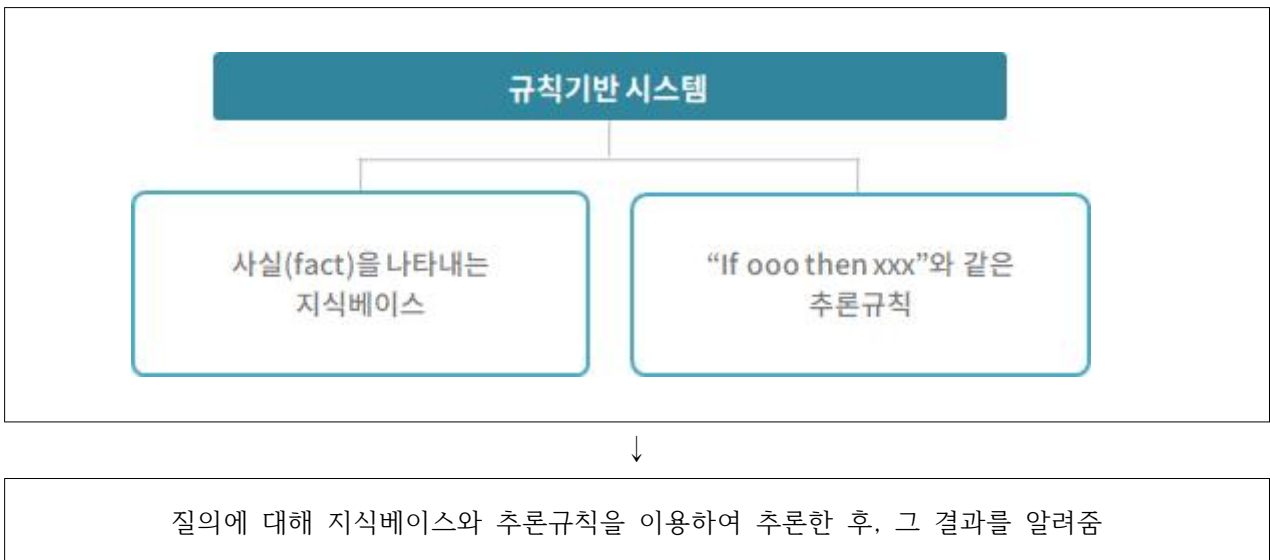 규칙기반 시스템
사실(fact)을 나타내는
지식베이스
“If ooo then xxx”와 같은
추론규칙
↓
질의에 대해 지식베이스와 추론규칙을 이용하여 추론한 후, 그 결과를 알려줌